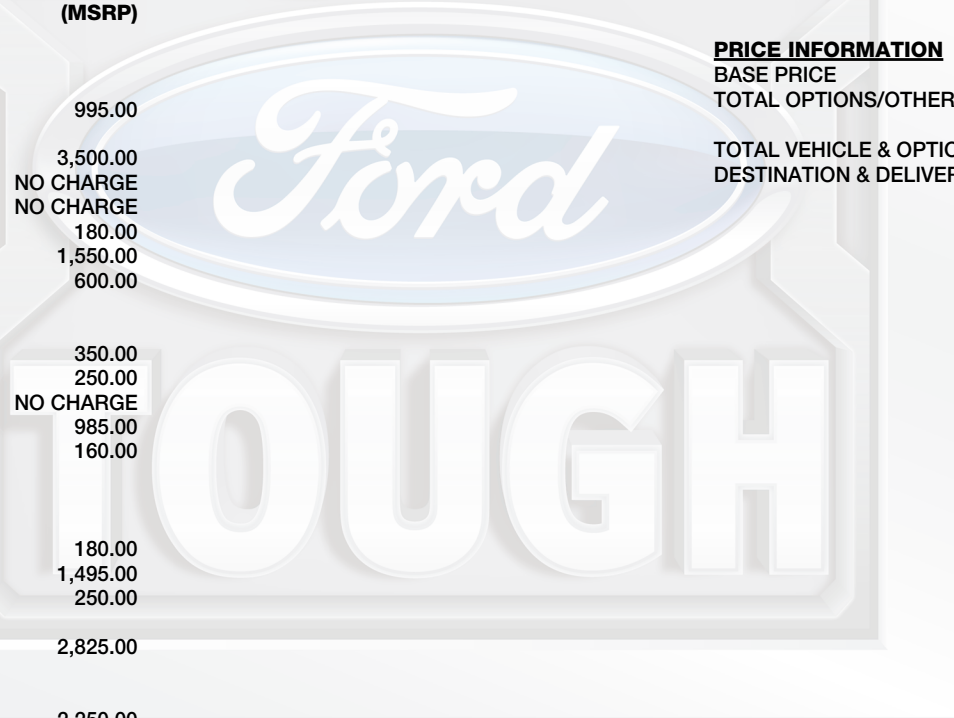 (MSRP)
995.00
3,500.00
NO CHARGE
NO CHARGE
180.00
1,550.00
600.00
350.00
250.00
NO CHARGE
985.00
160.00
180.00
1,495.00
250.00
2,825.00
PRICE INFORMATION
BASE PRICE
TOTAL OPTIONS/OTHER
TOTAL VEHICLE & OPTIO
DESTINATION & DELIVER
Ford
TOUGH